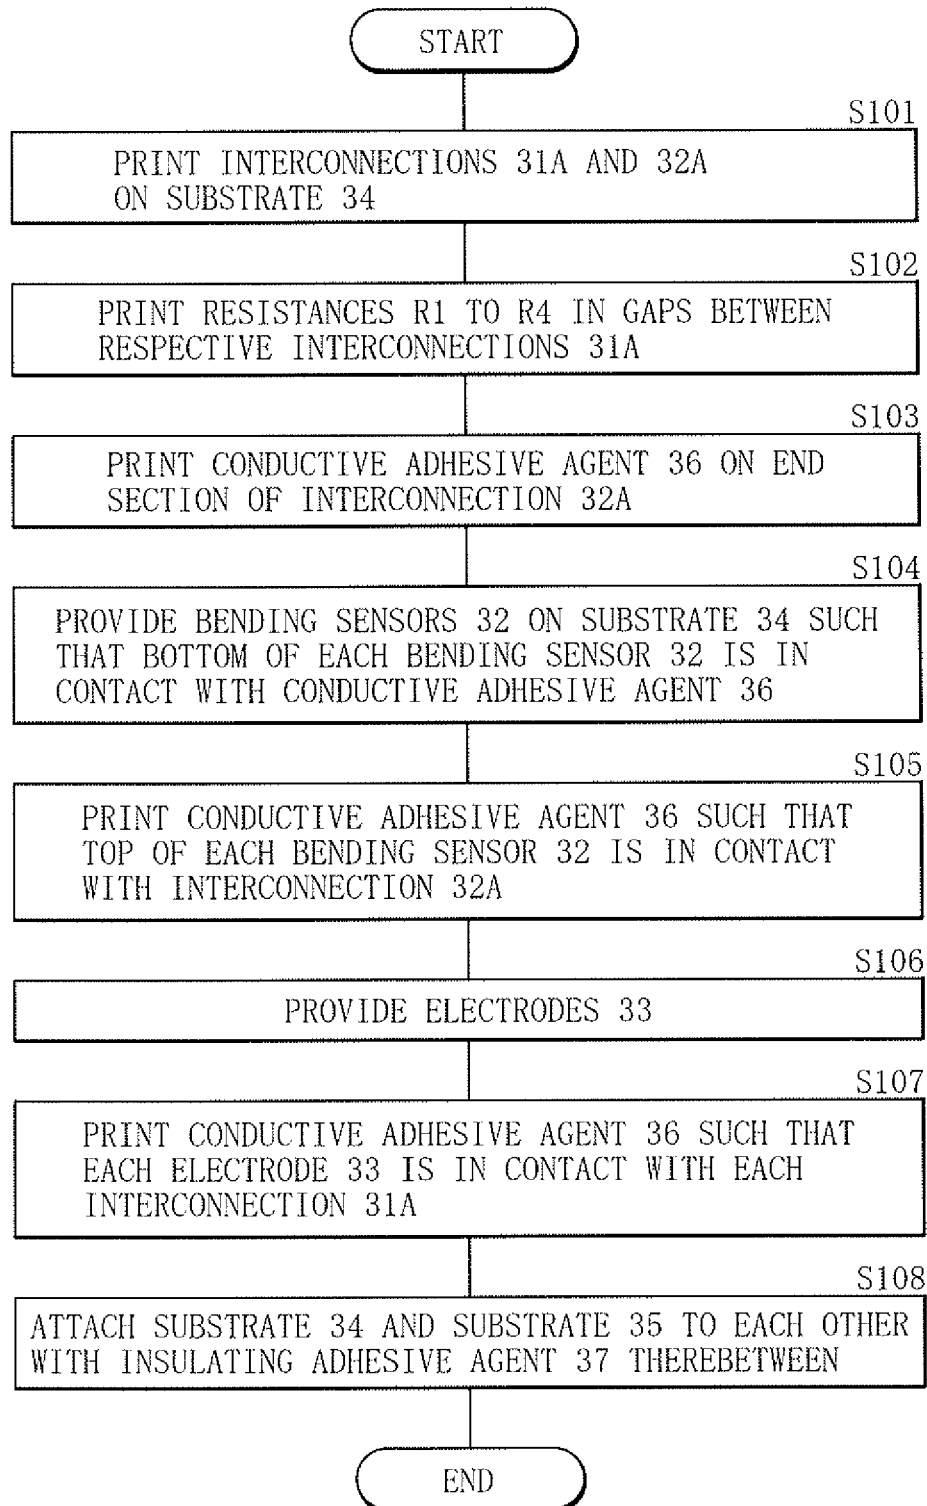 START
S101
PRINT INTERCONNECTIONS 31A AND 32A
ON SUBSTRATE 34
S102
PRINT RESISTANCES R1 TO R4 IN GAPS BETWEEN
RESPECTIVE INTERCONNECTIONS 31A
S103
PRINT CONDUCTIVE ADHESIVE AGENT 36 ON END
SECTION OF INTERCONNECTION 32A
S104
PROVIDE BENDING SENSORS 32 ON SUBSTRATE 34 SUCH
THAT BOTTOM OF EACH BENDING SENSOR 32 IS IN
CONTACT WITH CONDUCTIVE ADHESIVE AGENT 36
S105
PRINT CONDUCTIVE ADHESIVE AGENT 36 SUCH THAT
TOP OF EACH BENDING SENSOR 32 IS IN CONTACT
WITH INTERCONNECTION 32A
S106
PROVIDE ELECTRODES 33
S107
PRINT CONDUCTIVE ADHESIVE AGENT 36 SUCH THAT
EACH ELECTRODE 33 IS IN CONTACT WITH EACH
INTERCONNECTION 31A
S108
ATTACH SUBSTRATE 34 AND SUBSTRATE 35 TO EACH OTHER
WITH INSULATING ADHESIVE AGENT 37 THEREBETWEEN
END